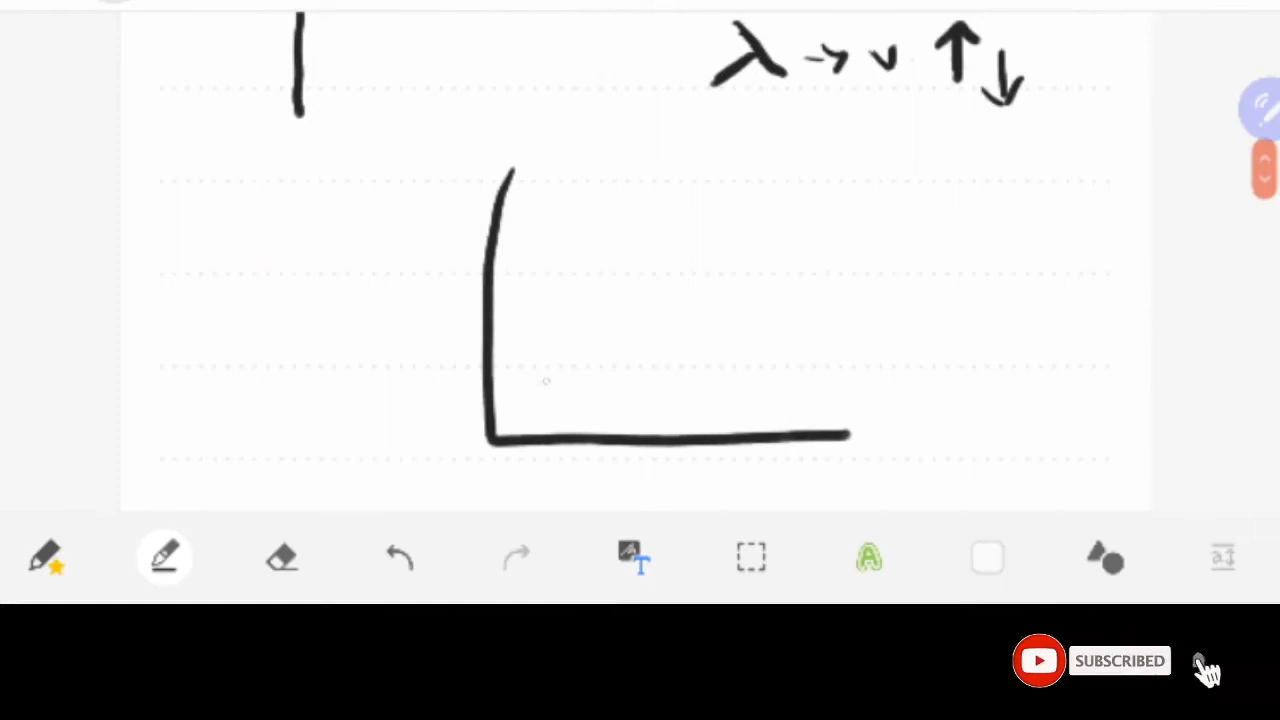 λ → v ↑ ↓
SUBSCRIBED